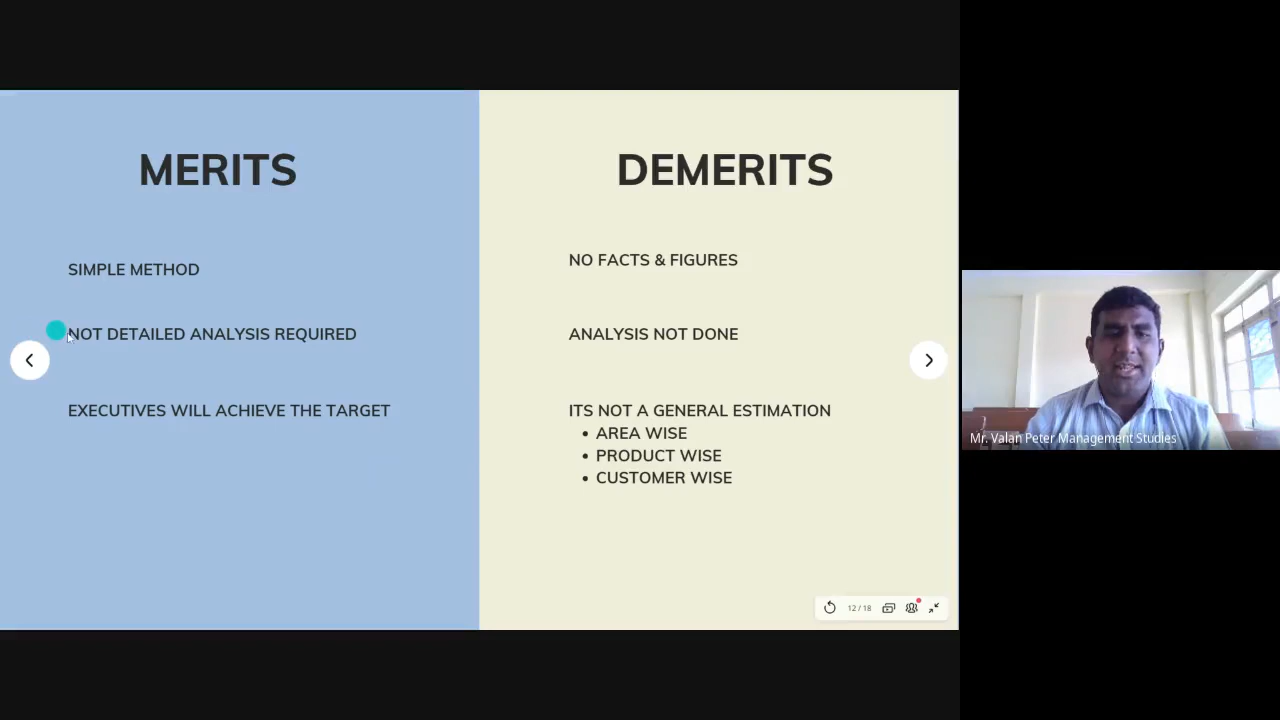 MERITS
SIMPLE METHOD
NOT DETAILED ANALYSIS REQUIRED
EXECUTIVES WILL ACHIEVE THE TARGET
DEMERITS
NO FACTS & FIGURES
ANALYSIS NOT DONE
ITS NOT A GENERAL ESTIMATION
• AREA WISE
• PRODUCT WISE
• CUSTOMER WISE
12 / 18
Mr. Valan Peter Management Studies